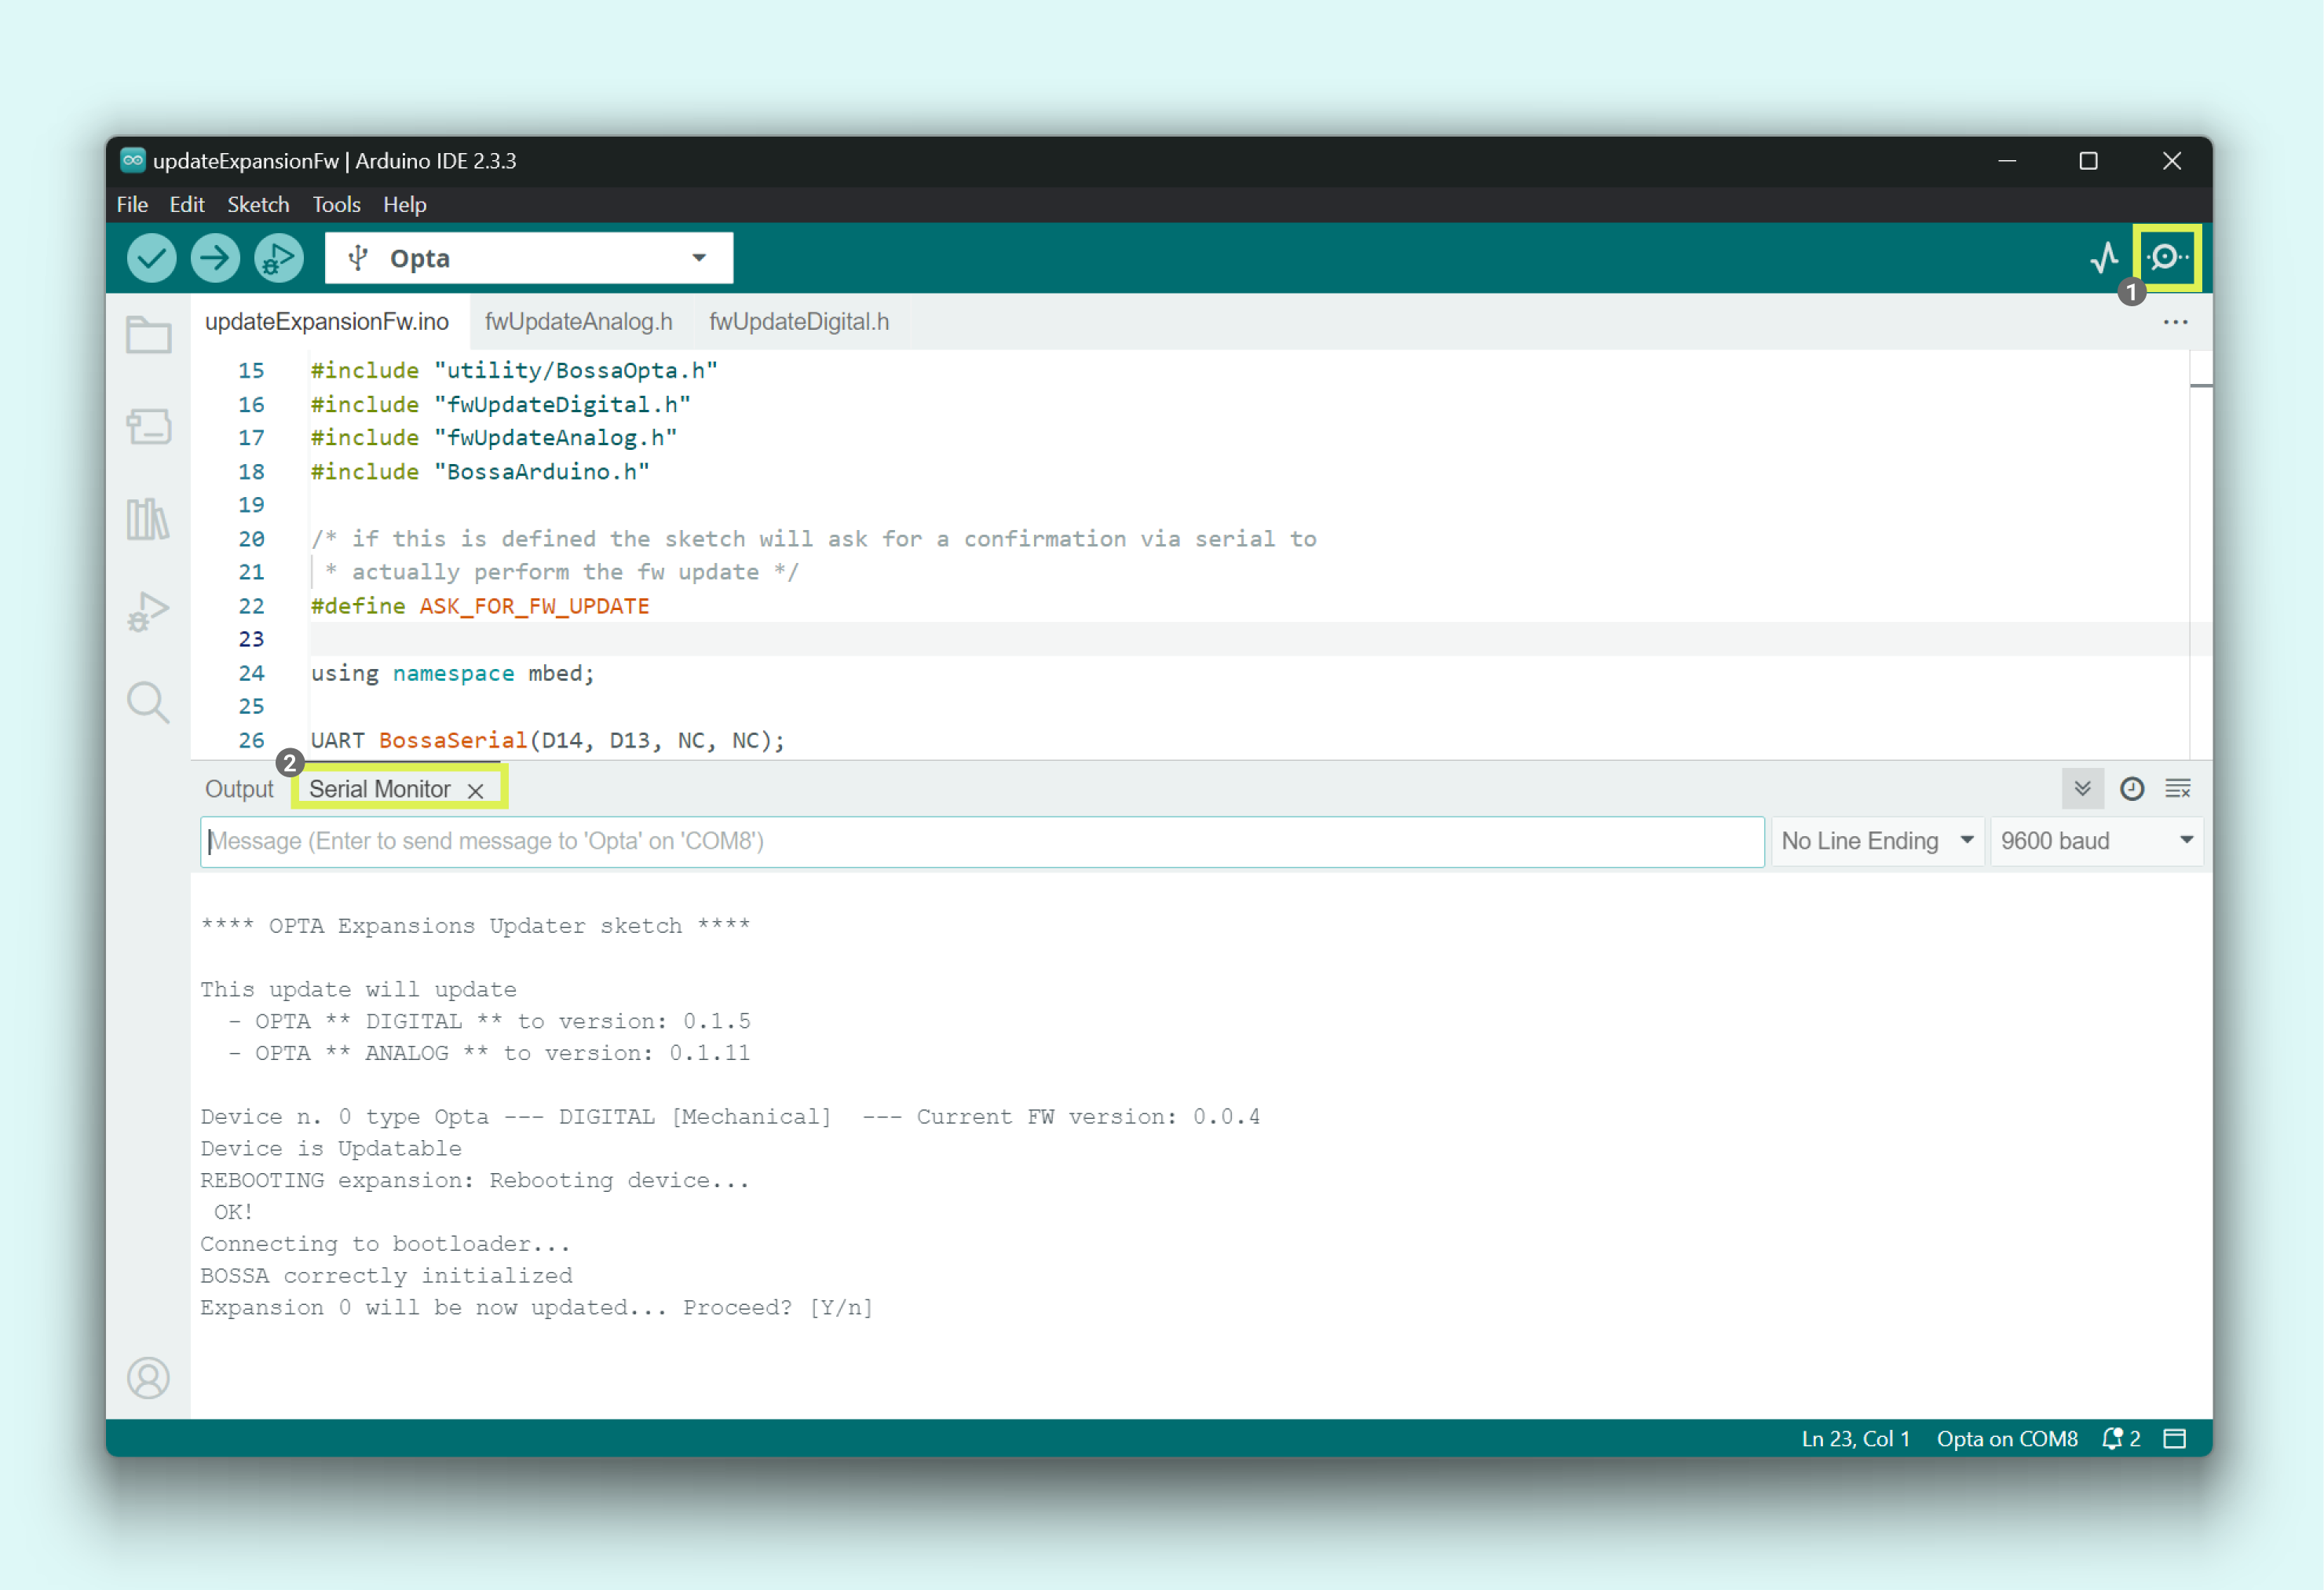 updateExpansionFw | Arduino IDE 2.3.3
File Edit Sketch Tools Help
Opta
1
updateExpansionFw.ino fwUpdateAnalog.h fwUpdateDigital.h ...
15 #include "utility/BossaOpta.h"
16 #include "fwUpdateDigital.h"
17 #include "fwUpdateAnalog.h"
18 #include "BossaArduino.h"
19
20 /* if this is defined the sketch will ask for a confirmation via serial to
21 * actually perform the fw update */
22 #define ASK_FOR_FW_UPDATE
23
24 using namespace mbed;
25
26 UART BossaSerial(D14, D13, NC, NC);
2
Output Serial Monitor
Message (Enter to send message to 'Opta' on 'COM8') No Line Ending 9600 baud
**** OPTA Expansions Updater sketch ****
This update will update
- OPTA ** DIGITAL ** to version: 0.1.5
- OPTA ** ANALOG ** to version: 0.1.11
Device n. 0 type Opta --- DIGITAL [Mechanical]  --- Current FW version: 0.0.4
Device is Updatable
REBOOTING expansion: Rebooting device...
OK!
Connecting to bootloader...
BOSSA correctly initialized
Expansion 0 will be now updated... Proceed? [Y/n]
Ln 23, Col 1 Opta on COM8 2